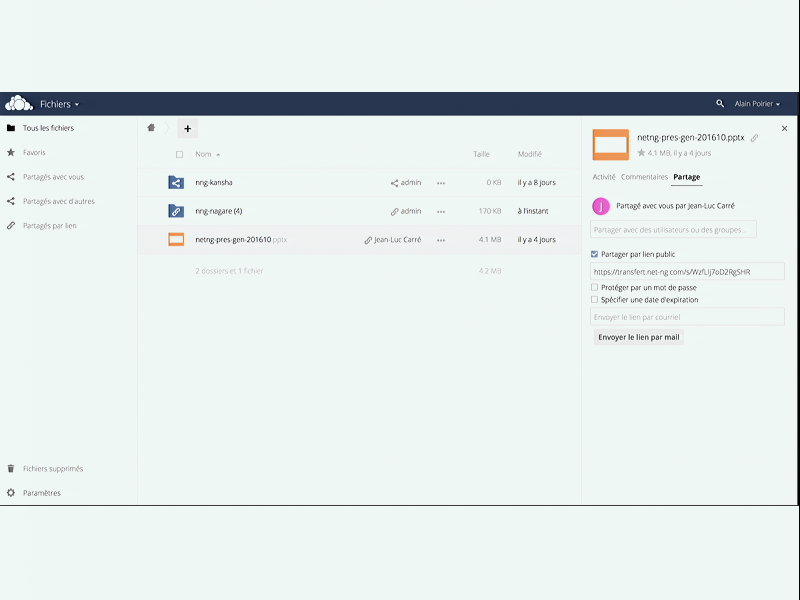 Fichiers
Alain Poirier
Tous les fichiers
Favoris
Partagés avec vous
Partagés avec d'autres
Partagés par lien
Fichiers supprimés
Paramètres
+
Nom
Taille
Modifié
nng-kansha
admin
0 KB
il y a 8 jours
nng-nagare (4)
admin
170 KB
à l'instant
netng-pres-gen-201610.pptx
Jean-Luc Carré
4.1 MB
il y a 4 jours
2 dossiers et 1 fichier
4.2 MB
netng-pres-gen-201610.pptx
4.1 MB, il y a 4 jours
Activité Commentaires Partage
J
Partagé avec vous par Jean-Luc Carré
Partager avec des utilisateurs ou des groupes...
Partager par lien public
https://transfert.net-ng.com/s/WzfLIj7oD2RgSHR
Protéger par un mot de passe
Spécifier une date d'expiration
Envoyer le lien par courriel
Envoyer le lien par mail